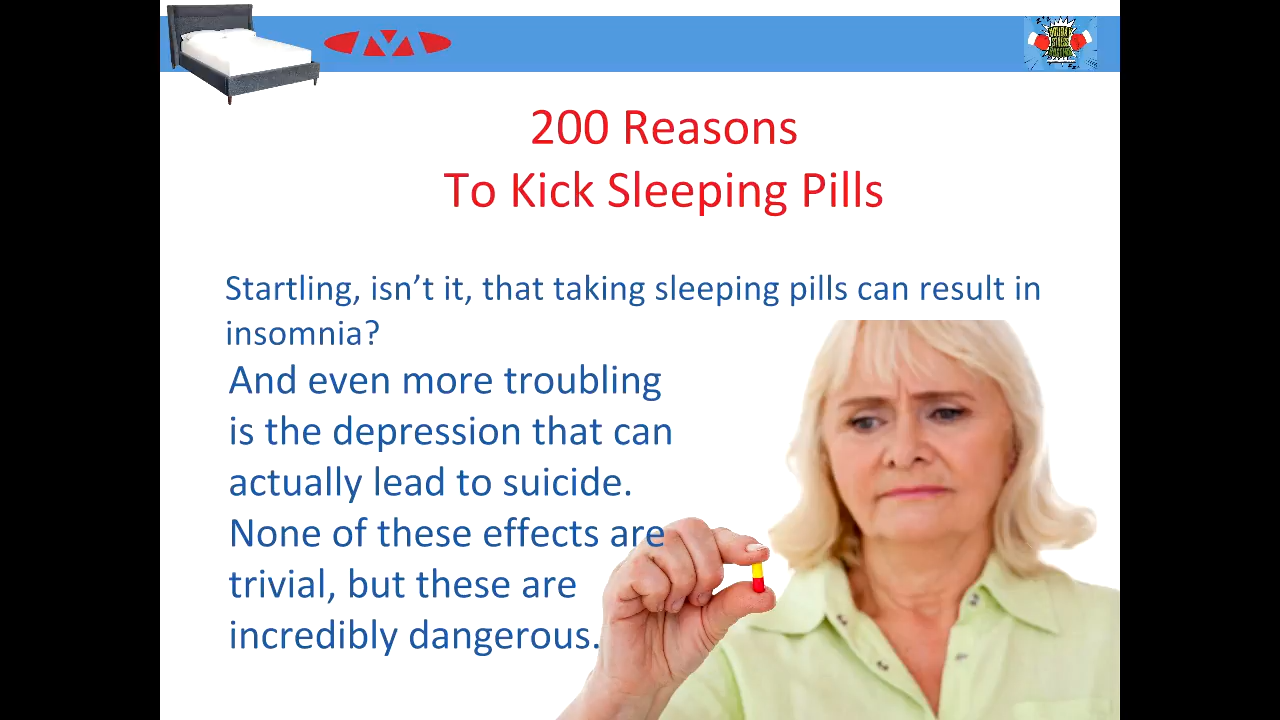 200 Reasons
To Kick Sleeping Pills
Startling, isn’t it, that taking sleeping pills can result in
insomnia?
And even more troubling
is the depression that can
actually lead to suicide.
None of these effects are
trivial, but these are
incredibly dangerous.